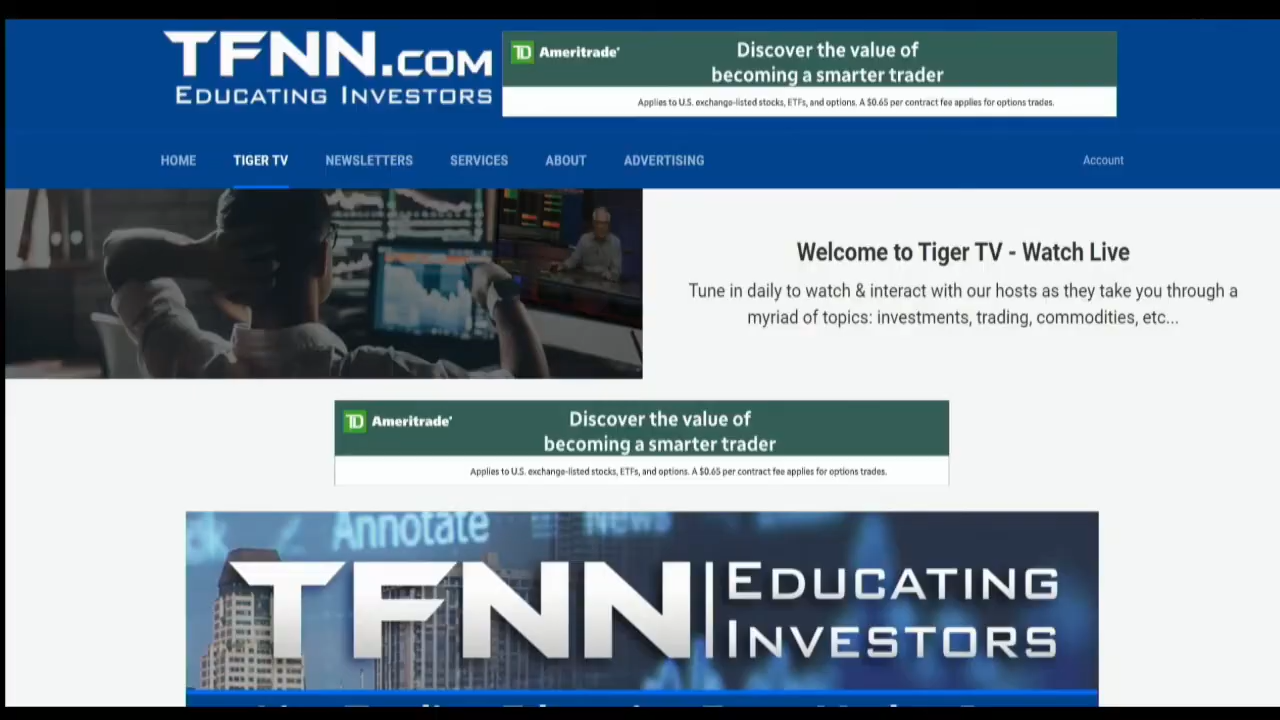 TFNN.COM
EDUCATING INVESTORS
TD Ameritrade
Discover the value of
becoming a smarter trader
Applies to U.S. exchange-listed stocks, ETFs, and options. A $0.65 per contract fee applies for options trades.
HOME TIGER TV NEWSLETTERS SERVICES ABOUT ADVERTISING Account
Welcome to Tiger TV - Watch Live
Tune in daily to watch & interact with our hosts as they take you through a
myriad of topics: investments, trading, commodities, etc...
TD Ameritrade
Discover the value of
becoming a smarter trader
Applies to U.S. exchange-listed stocks, ETFs, and options. A $0.65 per contract fee applies for options trades.
Annotate News
TFNN EDUCATING
INVESTORS